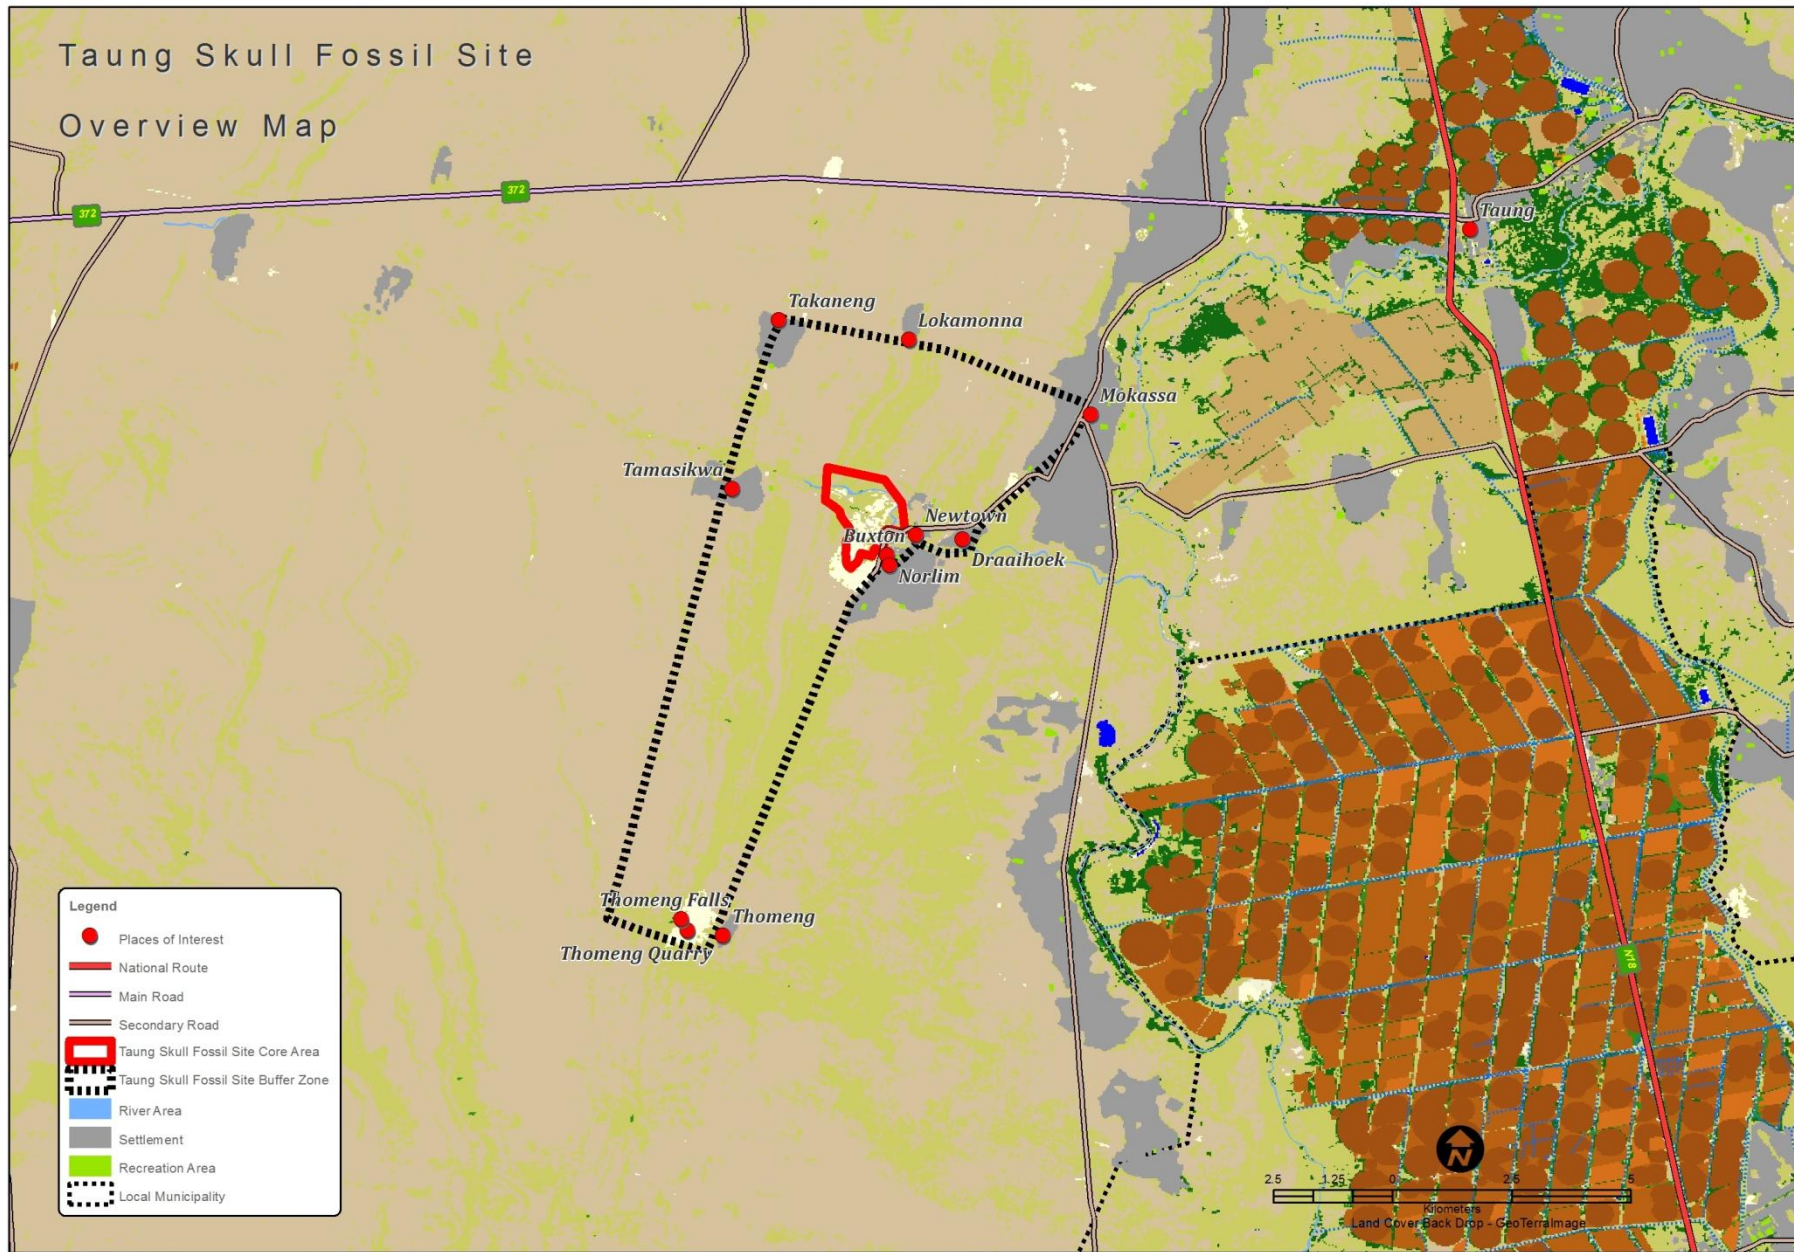 Taung Skull Fossil Site
Overview Map
372
372
Taung
Takaneng
Lokamonna
Mokassa
Tamasikwa
Newtown
Buxton
Draaihoek
Norlim
Thomeng Falls
Thomeng
Thomeng Quarry
N18
Legend
Places of Interest
National Route
Main Road
Secondary Road
Taung Skull Fossil Site Core Area
Taung Skull Fossil Site Buffer Zone
River Area
Settlement
Recreation Area
Local Municipality
N
2.5 1.25 0 2.5 5
Kilometers
Land Cover Back Drop - GeoTerraImage